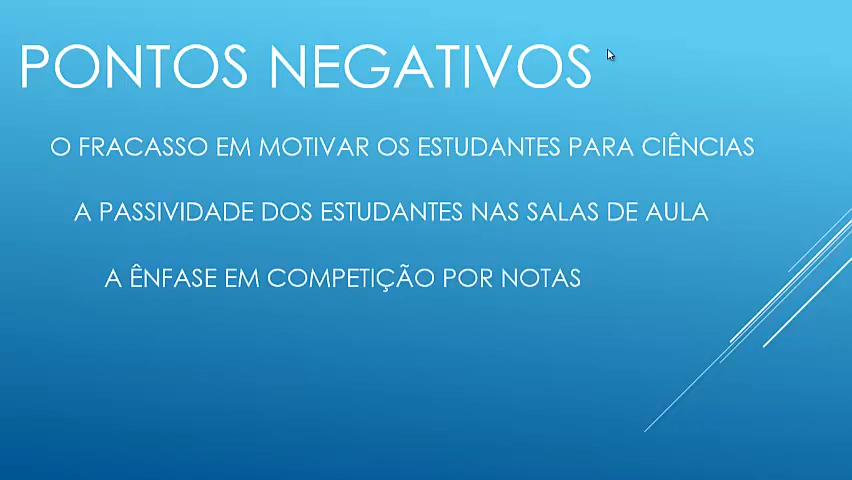 PONTOS NEGATIVOS
O FRACASSO EM MOTIVAR OS ESTUDANTES PARA CIÊNCIAS
A PASSIVIDADE DOS ESTUDANTES NAS SALAS DE AULA
A ÊNFASE EM COMPETIÇÃO POR NOTAS